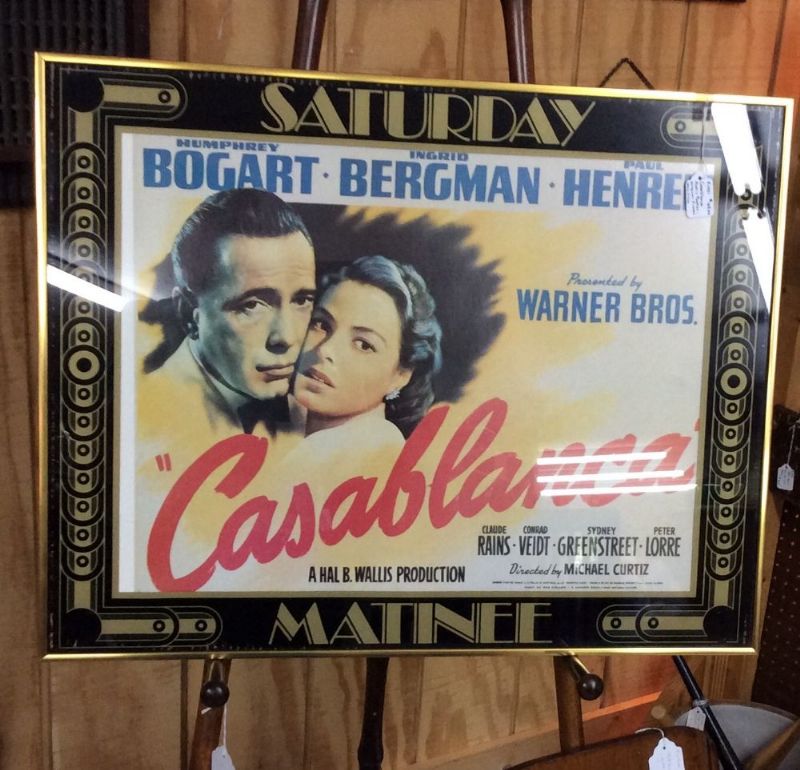 SATURDAY
HUMPHREY BOGART · INGRID BERGMAN · PAUL HENRE
Presented by
WARNER BROS.
"Casablanca"
CLAUDE RAINS · CONRAD VEIDT · SYDNEY GREENSTREET · PETER LORRE
Directed by MICHAEL CURTIZ
A HAL B. WALLIS PRODUCTION
MATINEE